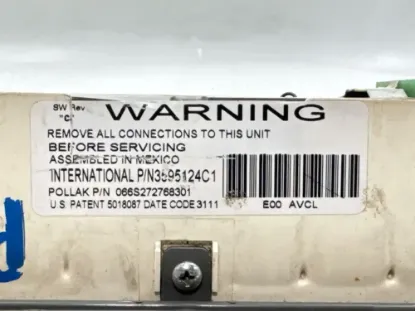 SW Rev
"C"
WARNING
REMOVE ALL CONNECTIONS TO THIS UNIT
BEFORE SERVICING
ASSEMBLED IN MEXICO
INTERNATIONAL P/N3595124C1
POLLAK P/N 066S272768301
U.S. PATENT 5018087 DATE CODE 3111
E00 AVCL